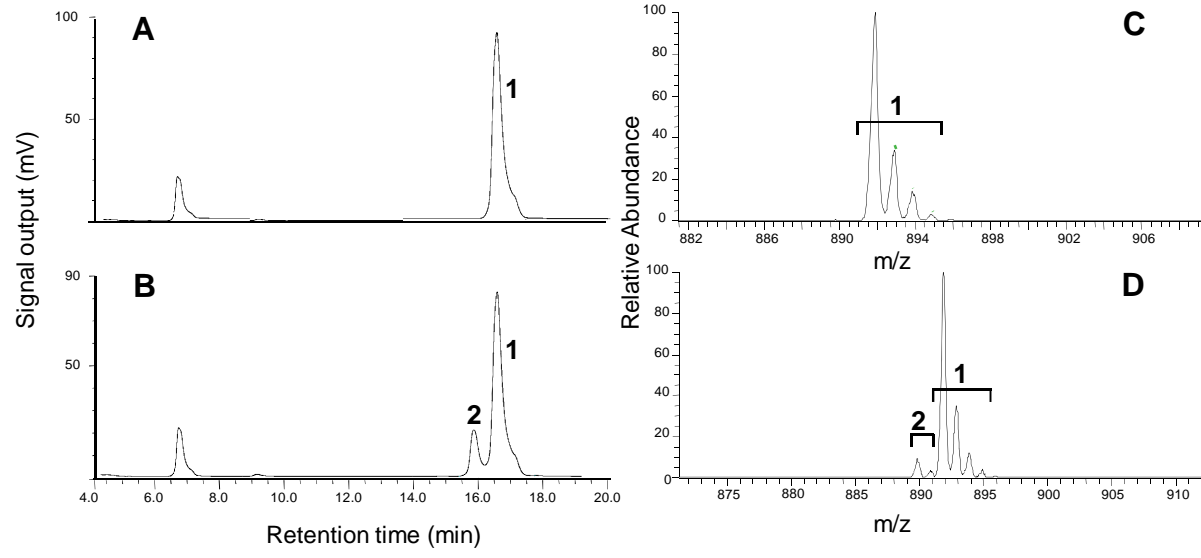 A
100
50
1
Signal output (mV)
B
90
50
2
1
4.0 6.0 8.0 10.0 12.0 14.0 16.0 18.0 20.0
Retention time (min)
C
100
80
60
40
20
0
1
882 886 890 894 898 902 906
m/z
Relative Abundance
D
100
80
60
40
20
0
2
1
875 880 885 890 895 900 905 910
m/z